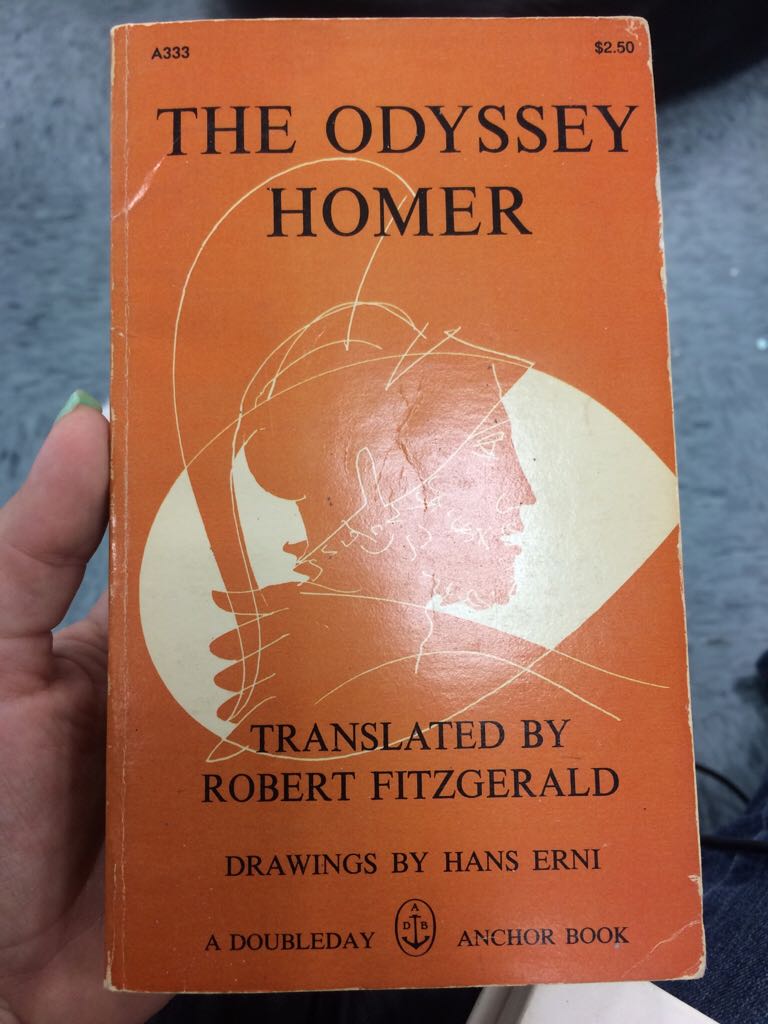 A333
$2.50
THE ODYSSEY
HOMER
TRANSLATED BY
ROBERT FITZGERALD
DRAWINGS BY HANS ERNI
A DOUBLEDAY A D B ANCHOR BOOK